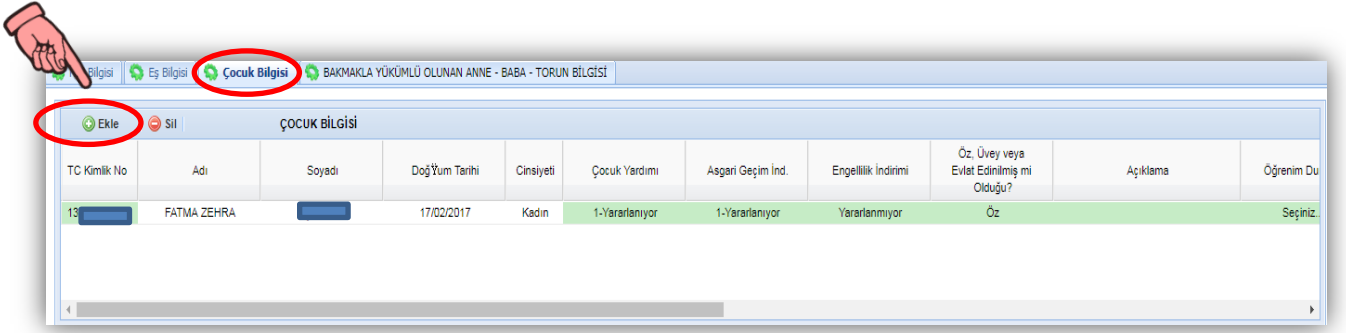 Bilgisi Eş Bilgisi Çocuk Bilgisi BAKMAKLA YÜKÜMLÜ OLUNAN ANNE - BABA - TORUN BİLGİSİ
Ekle Sil ÇOCUK BİLGİSİ
TC Kimlik No Adı Soyadı DoğŸum Tarihi Cinsiyeti Çocuk Yardımı Asgari Geçim İnd. Engellilik İndirimi Öz, Üvey veya Evlat Edinilmiş mi Olduğu? Açıklama Öğrenim Du
13 FATMA ZEHRA 17/02/2017 Kadın 1-Yararlanıyor 1-Yararlanıyor Yararlanmıyor Öz Seçiniz..